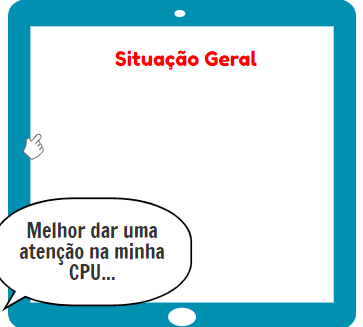 Situação Geral
Melhor dar uma
atenção na minha
CPU...